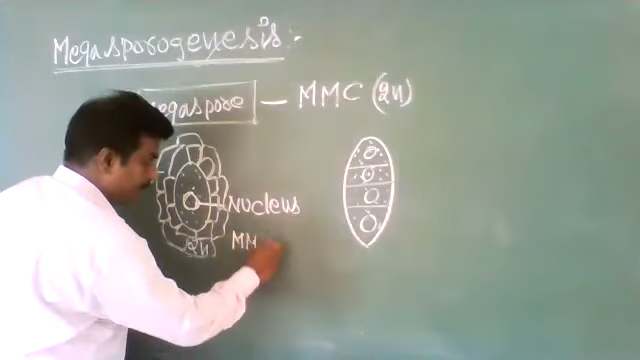 Megasporogenesis :-
Megaspore — MMC (2n)
Nucleus
2n
MM